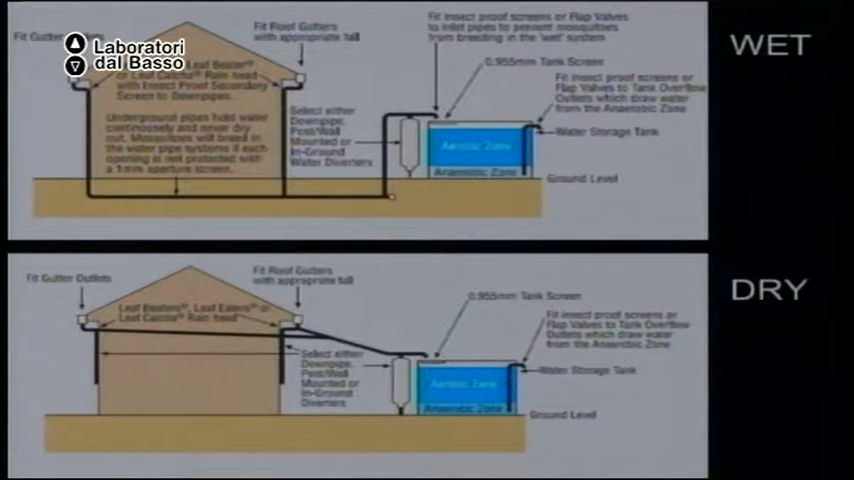 Laboratori
dal Basso
WET
Fit Roof Gutters
with appropriate fall
Fit insect proof screens or Flap Valves
to inlet pipes to prevent mosquitoes
from breeding in the 'wet' system
0.955mm Tank Screen
Fit insect proof screens or
Flap Valves to Tank Overflow
Outlets which draw water
from the Anaerobic Zone
Fit Gutter
Leaf Beater®
or Leaf Catcha® Rain head
with Insect Proof Secondary
Screen to Downpipes.
Underground pipes hold water
continuously and never dry
out. Mosquitoes will breed in
the water pipe systems if each
opening is not protected with
a 1mm aperture screen.
Select either
Downpipe,
Post/Wall
Mounted or
In-Ground
Water Diverters
Water Storage Tank
Aerobic Zone
Anaerobic Zone
Ground Level
DRY
Fit Gutter Outlets
Fit Roof Gutters
with appropriate fall
Leaf Beaters®, Leaf Eaters® or
Leaf Catcha® Rain head
0.955mm Tank Screen
Fit insect proof screens or
Flap Valves to Tank Overflow
Outlets which draw water
from the Anaerobic Zone
Select either
Downpipe,
Post/Wall
Mounted or
In-Ground
Diverters
Water Storage Tank
Aerobic Zone
Anaerobic Zone
Ground Level